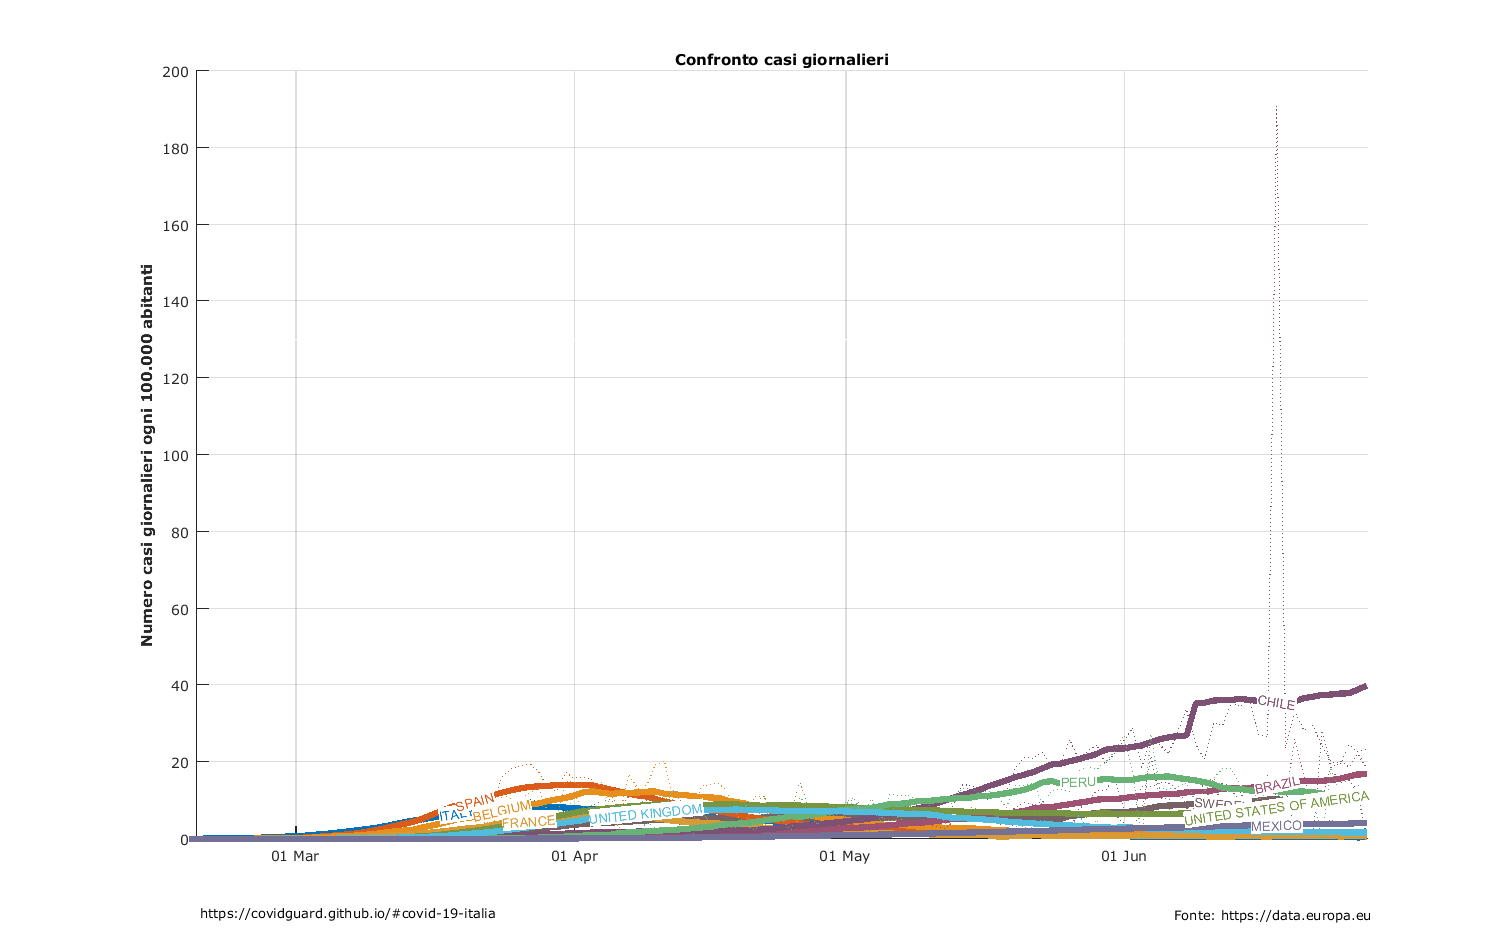 Confronto casi giornalieri
Numero casi giornalieri ogni 100.000 abitanti
200
180
160
140
120
100
80
60
40
20
0
01 Mar
01 Apr
01 May
01 Jun
CHILE
PERU
BRAZIL
SPAIN
BELGIUM
FRANCE
UNITED KINGDOM
UNITED STATES OF AMERICA
MEXICO
https://covidguard.github.io/#covid-19-italia
Fonte: https://data.europa.eu